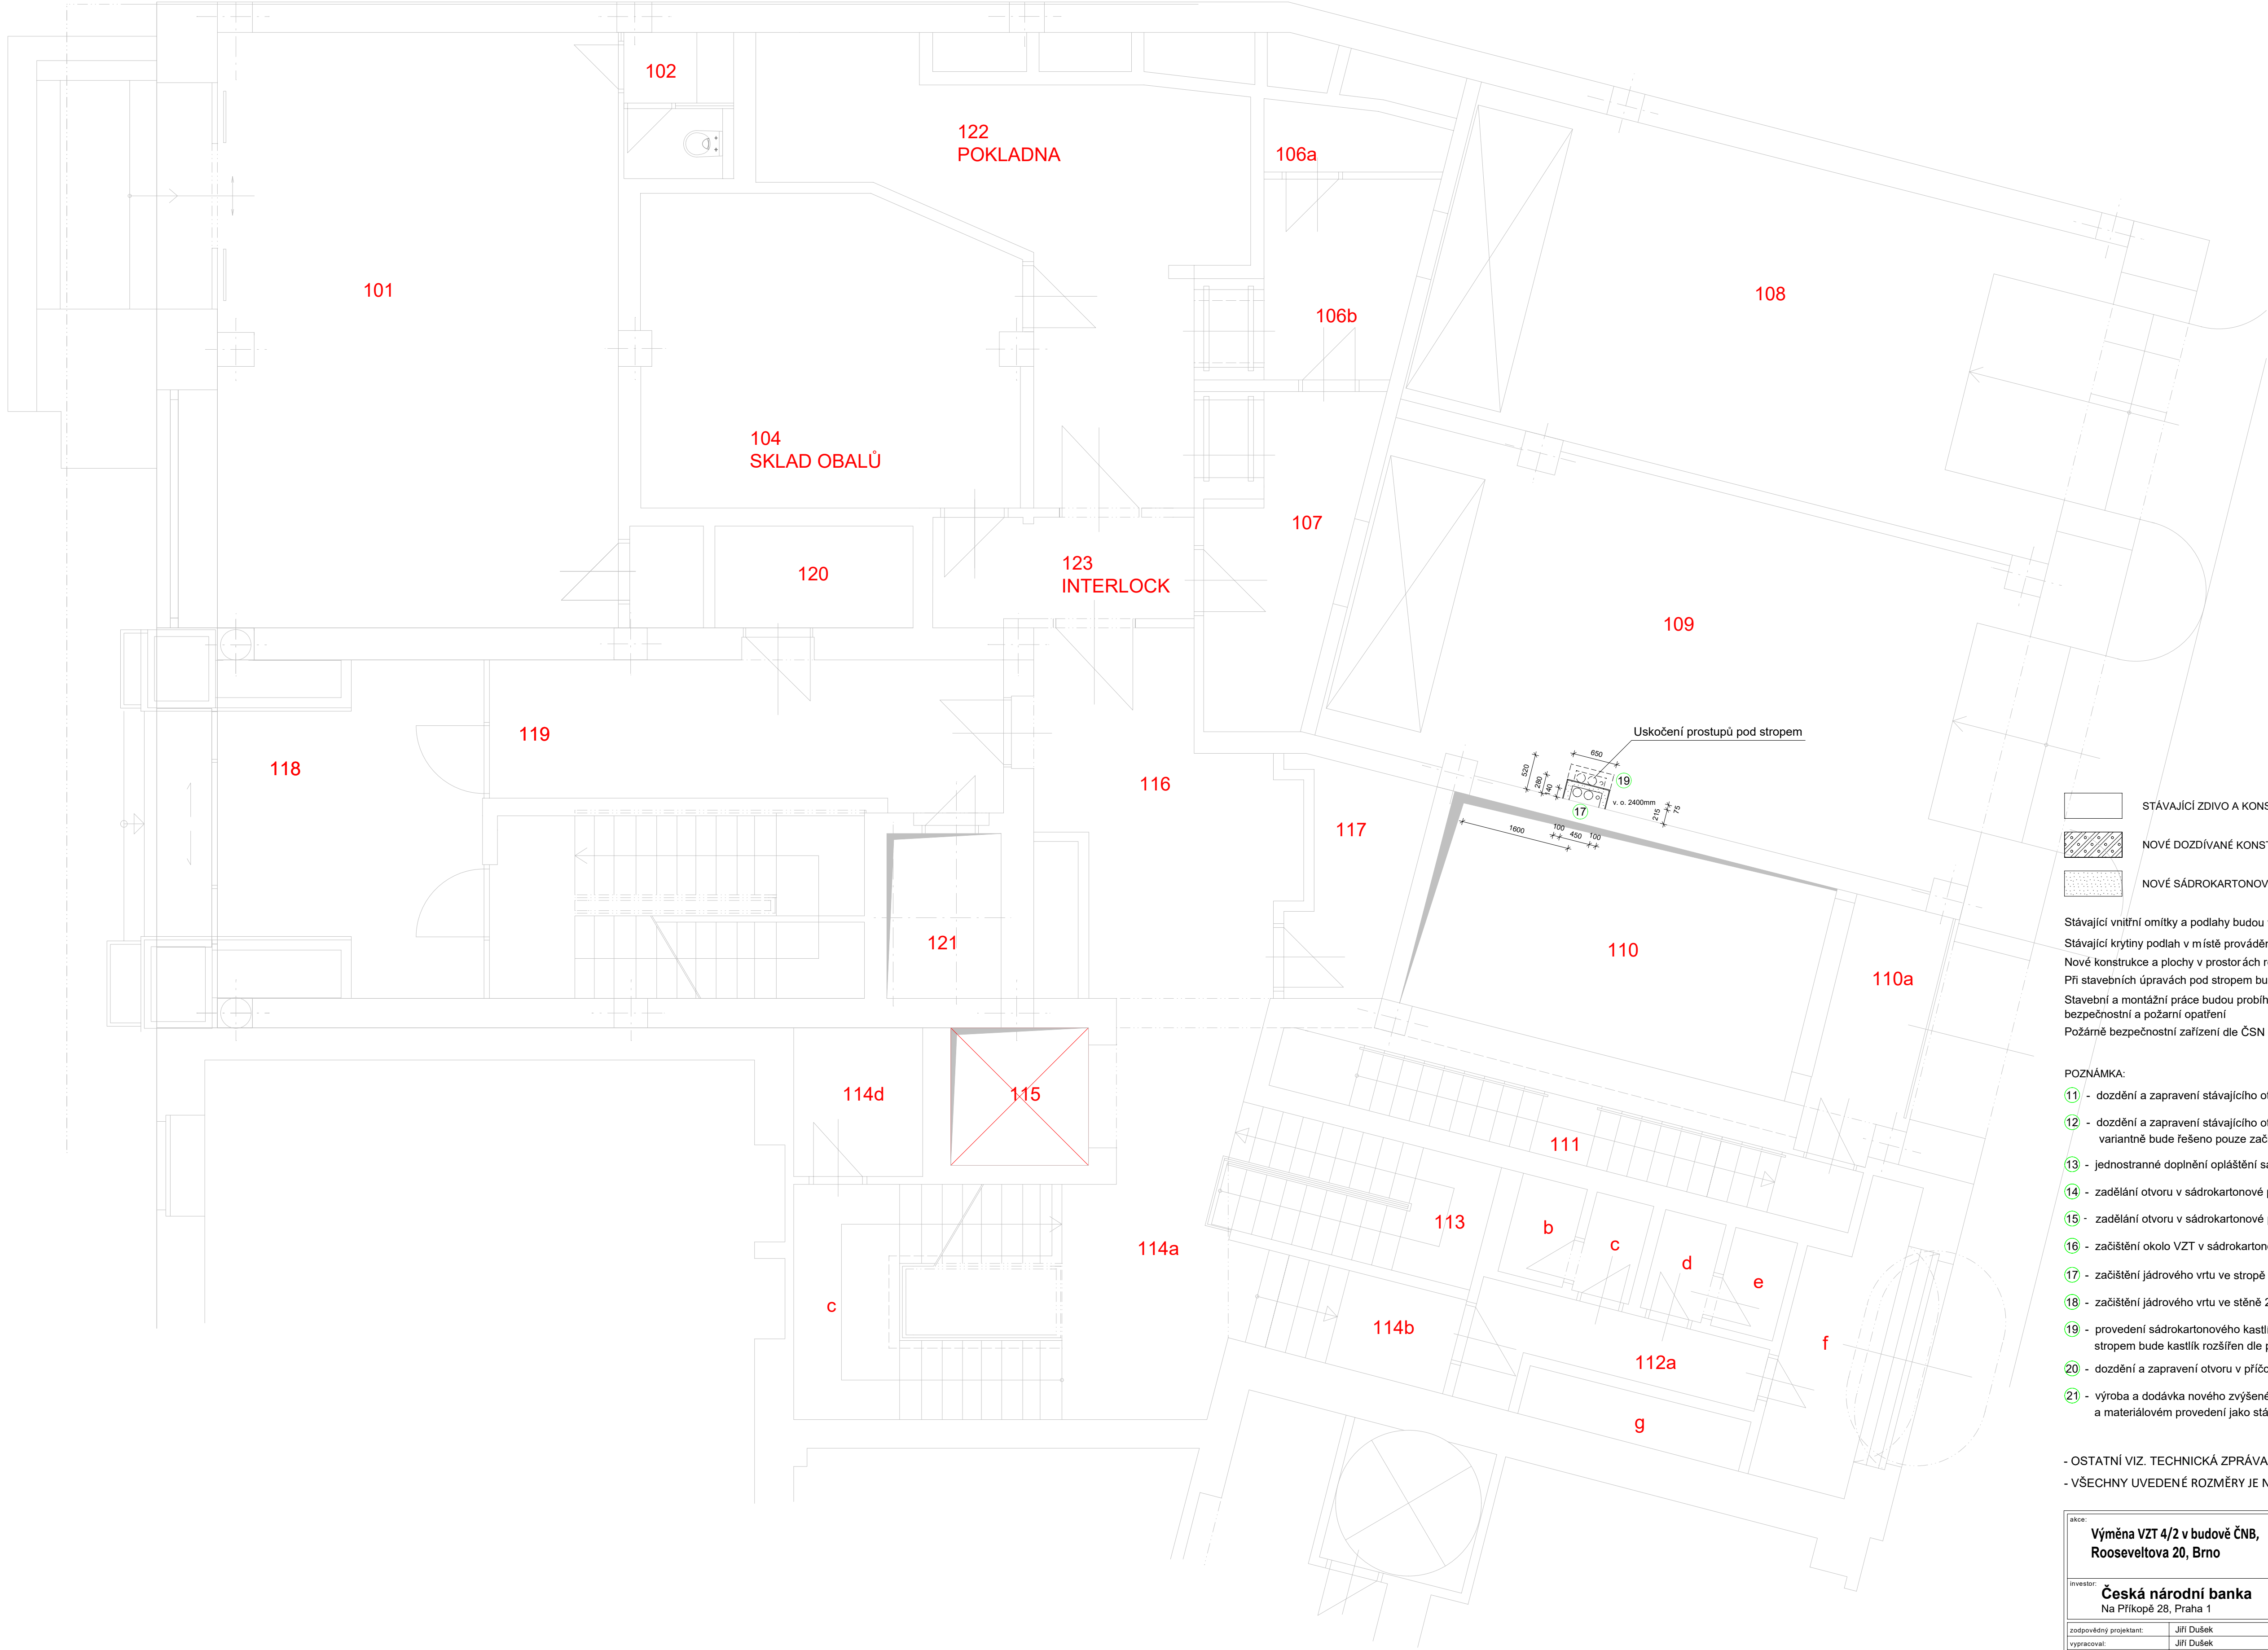 102
122
POKLADNA
106a
101
108
106b
104
SKLAD OBALŮ
107
123
INTERLOCK
120
109
119
118
116
117
121
Uskočení prostupů pod stropem
650
520
280
140
19
v. o. 2400mm
17
215
75
1600
100
450
100
110
110a
114d
115
111
113
b
c
d
e
114a
c
114b
112a
f
g
STÁVAJÍCÍ ZDIVO A KONS
NOVÉ DOZDÍVANÉ KONST
NOVÉ SÁDROKARTONOV
Stávající vnitřní omítky a podlahy budou
Stávající krytiny podlah v místě provádě
Nové konstrukce a plochy v prostorách r
Při stavebních úpravách pod stropem bu
Stavební a montážní práce budou probíh
bezpečnostní a požarní opatření
Požárně bezpečnostní zařízení dle ČSN
POZNÁMKA:
11 - dozdění a zapravení stávajícího ot
12 - dozdění a zapravení stávajícího ot
variantně bude řešeno pouze zač
13 - jednostranné doplnění opláštění sá
14 - zadělání otvoru v sádrokartonové p
15 - zadělání otvoru v sádrokartonové p
16 - začištění okolo VZT v sádrokarton
17 - začištění jádrového vrtu ve stropě
18 - začištění jádrového vrtu ve stěně 2
19 - provedení sádrokartonového kastlí
stropem bude kastlík rozšířen dle p
20 - dozdění a zapravení otvoru v příčc
21 - výroba a dodávka nového zvýšené
a materiálovém provedení jako stá
- OSTATNÍ VIZ. TECHNICKÁ ZPRÁVA
- VŠECHNY UVEDENÉ ROZMĚRY JE N
akce:
Výměna VZT 4/2 v budově ČNB,
Rooseveltova 20, Brno
investor:
Česká národní banka
Na Příkopě 28, Praha 1
zodpovědný projektant: Jiří Dušek
vypracoval: Jiří Dušek